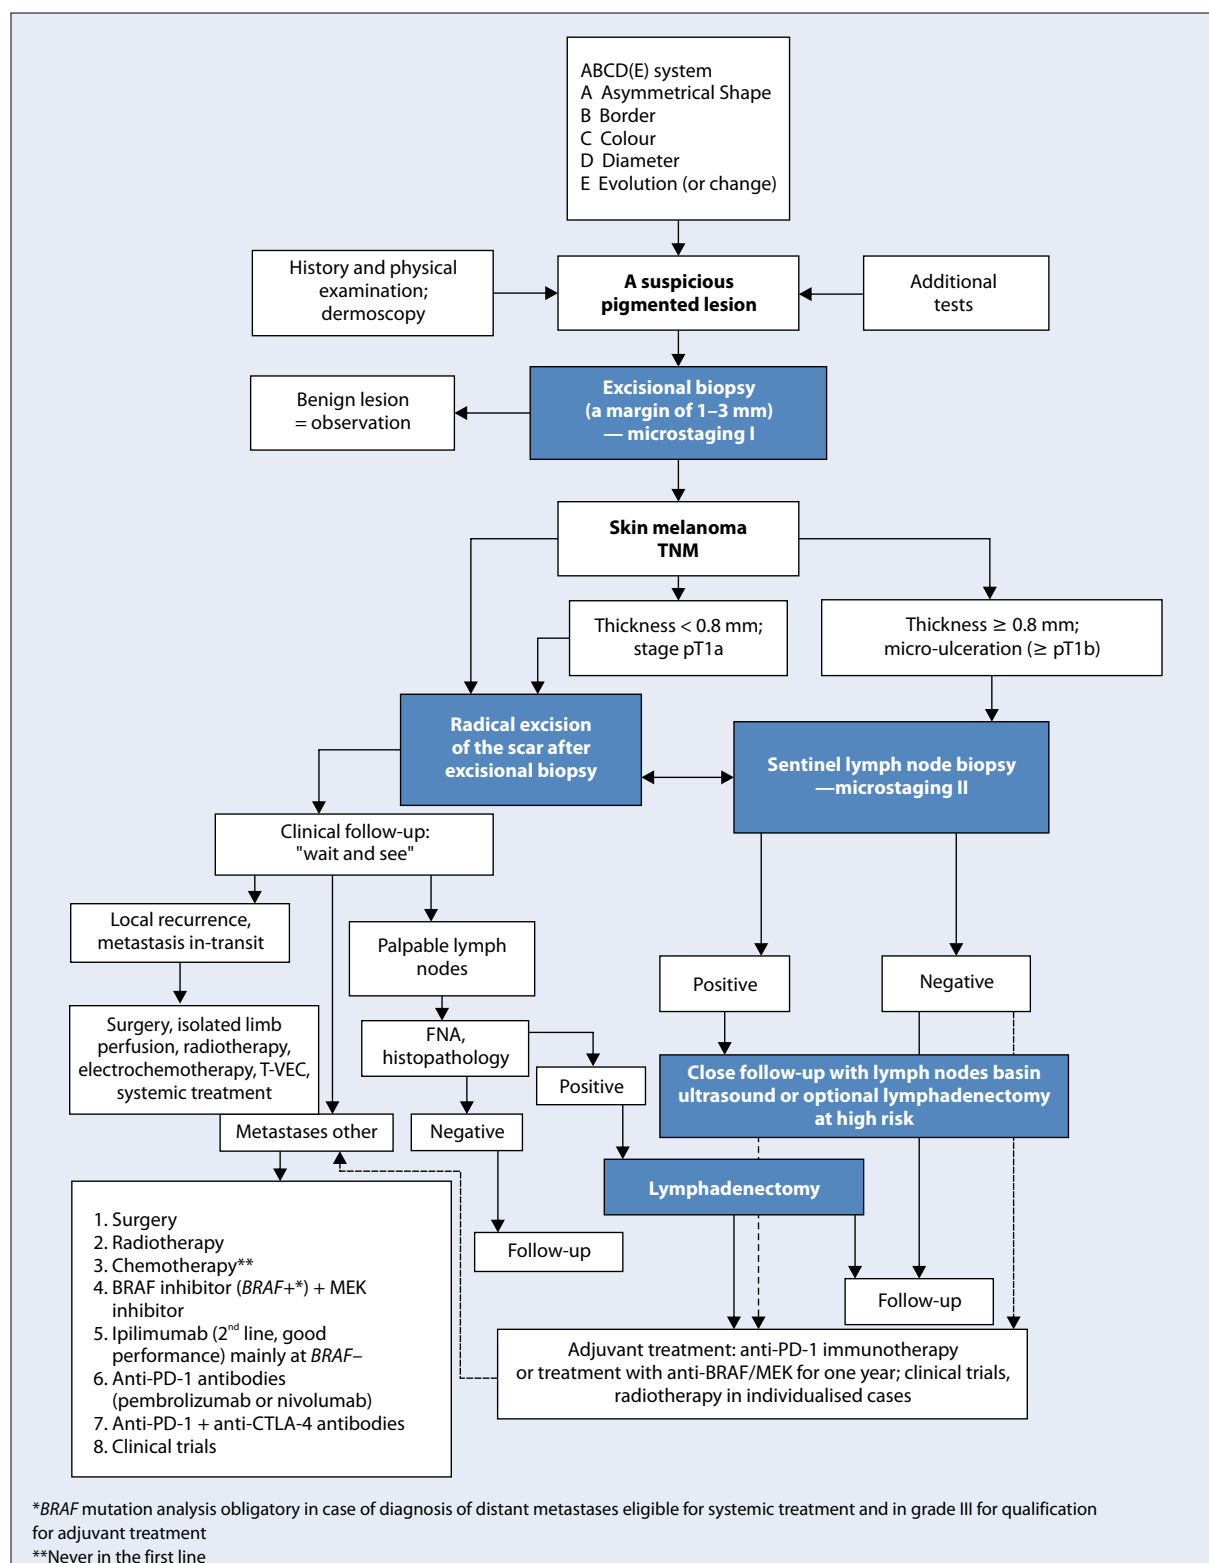 ABCD(E) system
A Asymmetrical Shape
B Border
C Colour
D Diameter
E Evolution (or change)
History and physical
examination;
dermoscopy
A suspicious
pigmented lesion
Additional
tests
Benign lesion
= observation
Excisional biopsy
(a margin of 1–3 mm)
— microstaging I
Skin melanoma
TNM
Thickness < 0.8 mm;
stage pT1a
Thickness ≥ 0.8 mm;
micro-ulceration (≥ pT1b)
Radical excision
of the scar after
excisional biopsy
Sentinel lymph node biopsy
—microstaging II
Clinical follow-up:
"wait and see"
Local recurrence,
metastasis in-transit
Palpable lymph
nodes
Positive
Negative
Surgery, isolated limb
perfusion, radiotherapy,
electrochemotherapy, T-VEC,
systemic treatment
FNA,
histopathology
Positive
Close follow-up with lymph nodes basin
ultrasound or optional lymphadenectomy
at high risk
Metastases other
Negative
Lymphadenectomy
1. Surgery
2. Radiotherapy
3. Chemotherapy**
4. BRAF inhibitor (BRAF+*) + MEK
inhibitor
5. Ipilimumab (2nd line, good
performance) mainly at BRAF–
6. Anti-PD-1 antibodies
(pembrolizumab or nivolumab)
7. Anti-PD-1 + anti-CTLA-4 antibodies
8. Clinical trials
Follow-up
Follow-up
Adjuvant treatment: anti-PD-1 immunotherapy
or treatment with anti-BRAF/MEK for one year; clinical trials,
radiotherapy in individualised cases
*BRAF mutation analysis obligatory in case of diagnosis of distant metastases eligible for systemic treatment and in grade III for qualification
for adjuvant treatment
**Never in the first line